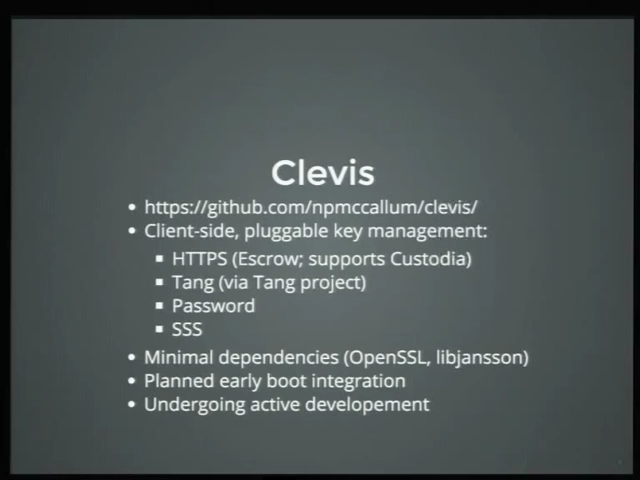 Clevis
• https://github.com/npmccallum/clevis/
• Client-side, pluggable key management:
▪ HTTPS (Escrow; supports Custodia)
▪ Tang (via Tang project)
▪ Password
▪ SSS
• Minimal dependencies (OpenSSL, libjansson)
• Planned early boot integration
• Undergoing active developement